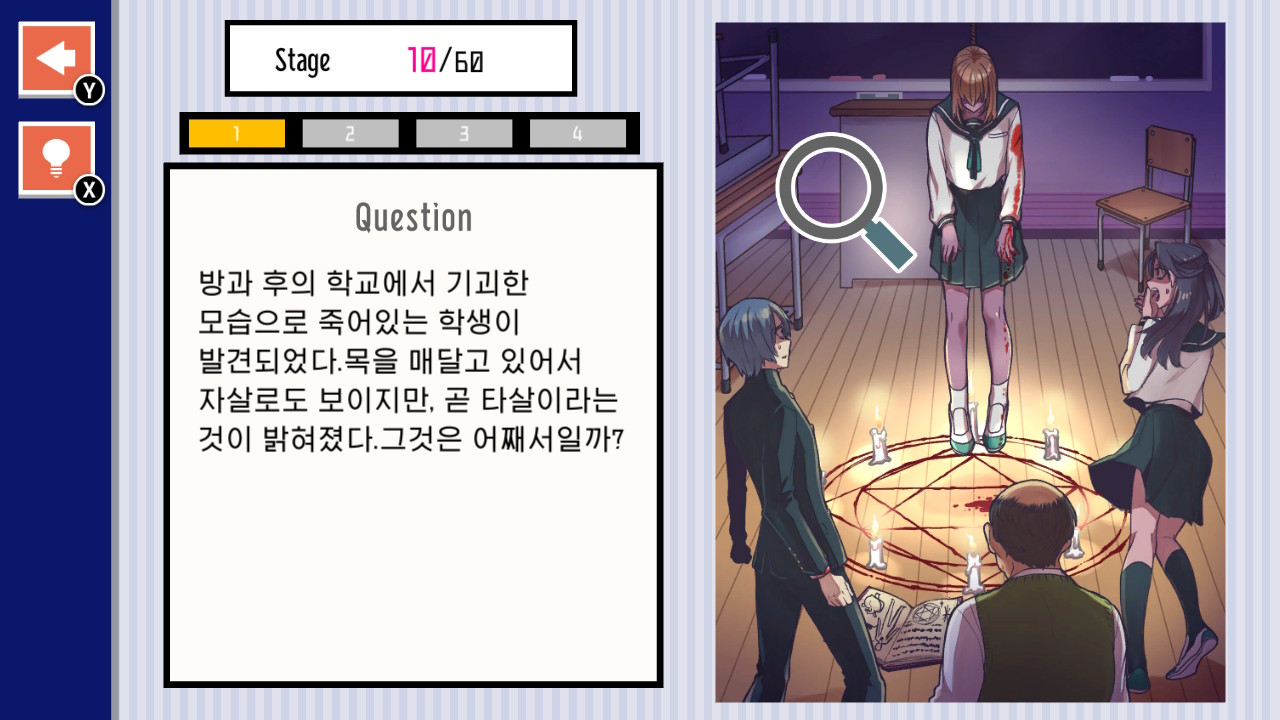 Y
X
Stage 10/60
1 2 3 4
Question
방과 후의 학교에서 기괴한
모습으로 죽어있는 학생이
발견되었다.목을 매달고 있어서
자살로도 보이지만, 곧 타살이라는
것이 밝혀졌다.그것은 어째서일까?